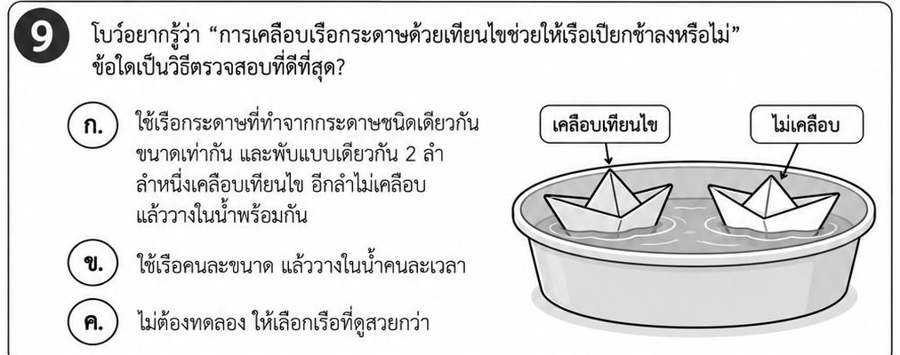 9
โบว์อยากรู้ว่า “การเคลือบเรือกระดาษด้วยเทียนไขช่วยให้เรือเปียกช้าลงหรือไม่”
ข้อใดเป็นวิธีตรวจสอบที่ดีที่สุด?
ก. ใช้เรือกระดาษที่ทำจากกระดาษชนิดเดียวกัน
ขนาดเท่ากัน และพับแบบเดียวกัน 2 ลำ
ลำหนึ่งเคลือบเทียนไข อีกลำไม่เคลือบ
แล้ววางในน้ำพร้อมกัน
ข. ใช้เรือคนละขนาด แล้ววางในน้ำคนละเวลา
ค. ไม่ต้องทดลอง ให้เลือกเรือที่ดูสวยกว่า
เคลือบเทียนไข
ไม่เคลือบ